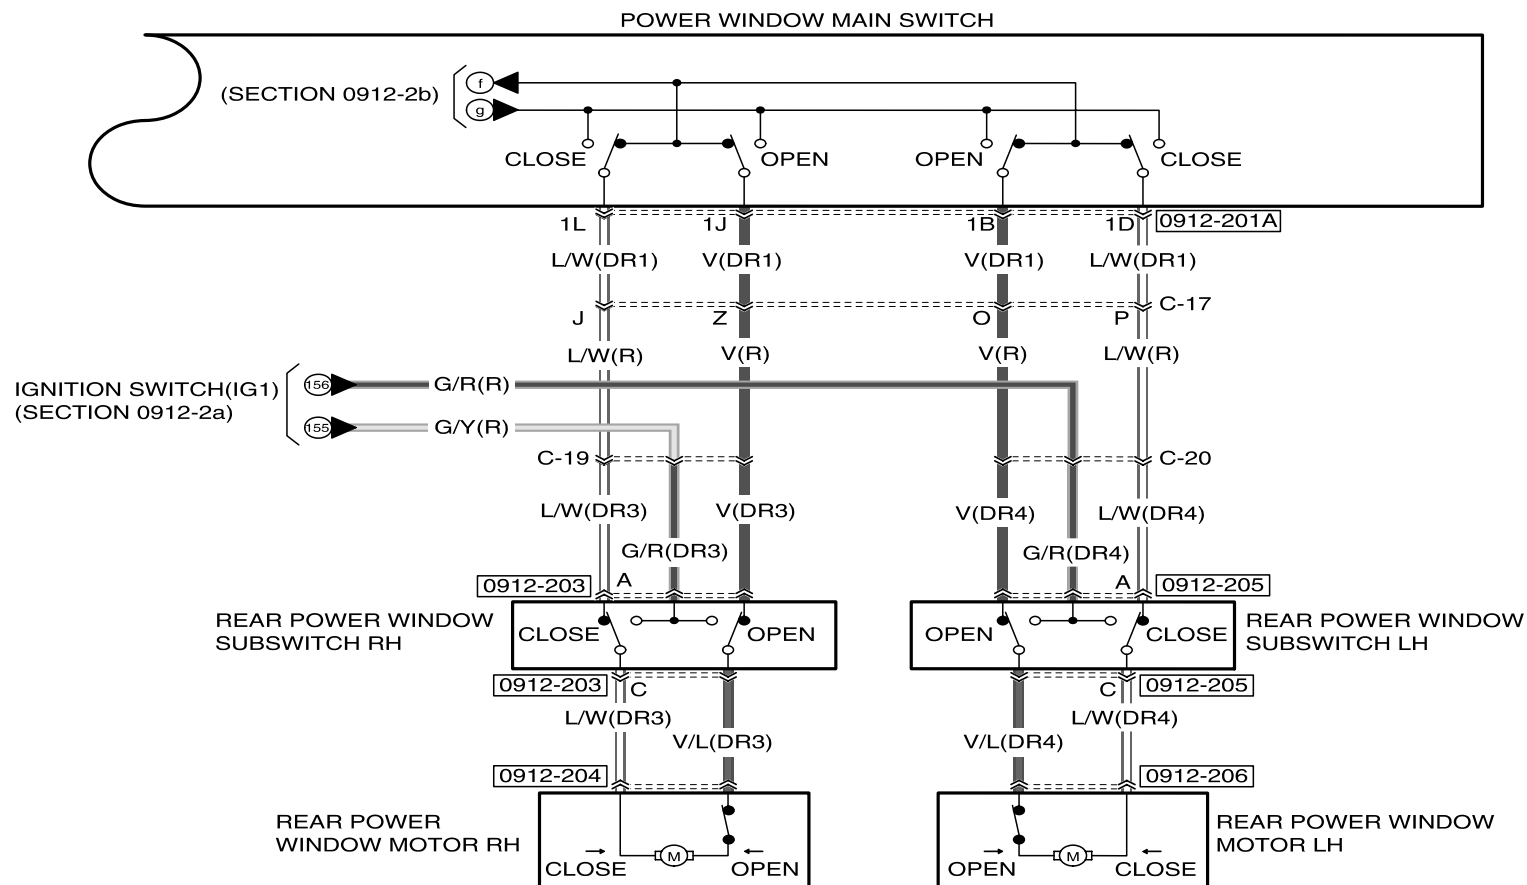 POWER WINDOW MAIN SWITCH
f
(SECTION 0912-2b)
g
CLOSE OPEN OPEN CLOSE
1L 1J 1B 1D 0912-201A
L/W(DR1) V(DR1) V(DR1) L/W(DR1)
C-17
J Z O P
L/W(R) V(R) V(R) L/W(R)
156 G/R(R)
IGNITION SWITCH(IG1)
(SECTION 0912-2a)
155 G/Y(R)
C-19 C-20
L/W(DR3) V(DR3) V(DR4) L/W(DR4)
G/R(DR3) G/R(DR4)
0912-203 A A 0912-205
REAR POWER WINDOW
SUBSWITCH RH
CLOSE OPEN OPEN CLOSE
REAR POWER WINDOW
SUBSWITCH LH
0912-203 C C 0912-205
L/W(DR3) L/W(DR4)
V/L(DR3) V/L(DR4)
0912-204 0912-206
REAR POWER
WINDOW MOTOR RH
M
CLOSE OPEN
M
OPEN CLOSE
REAR POWER WINDOW
MOTOR LH